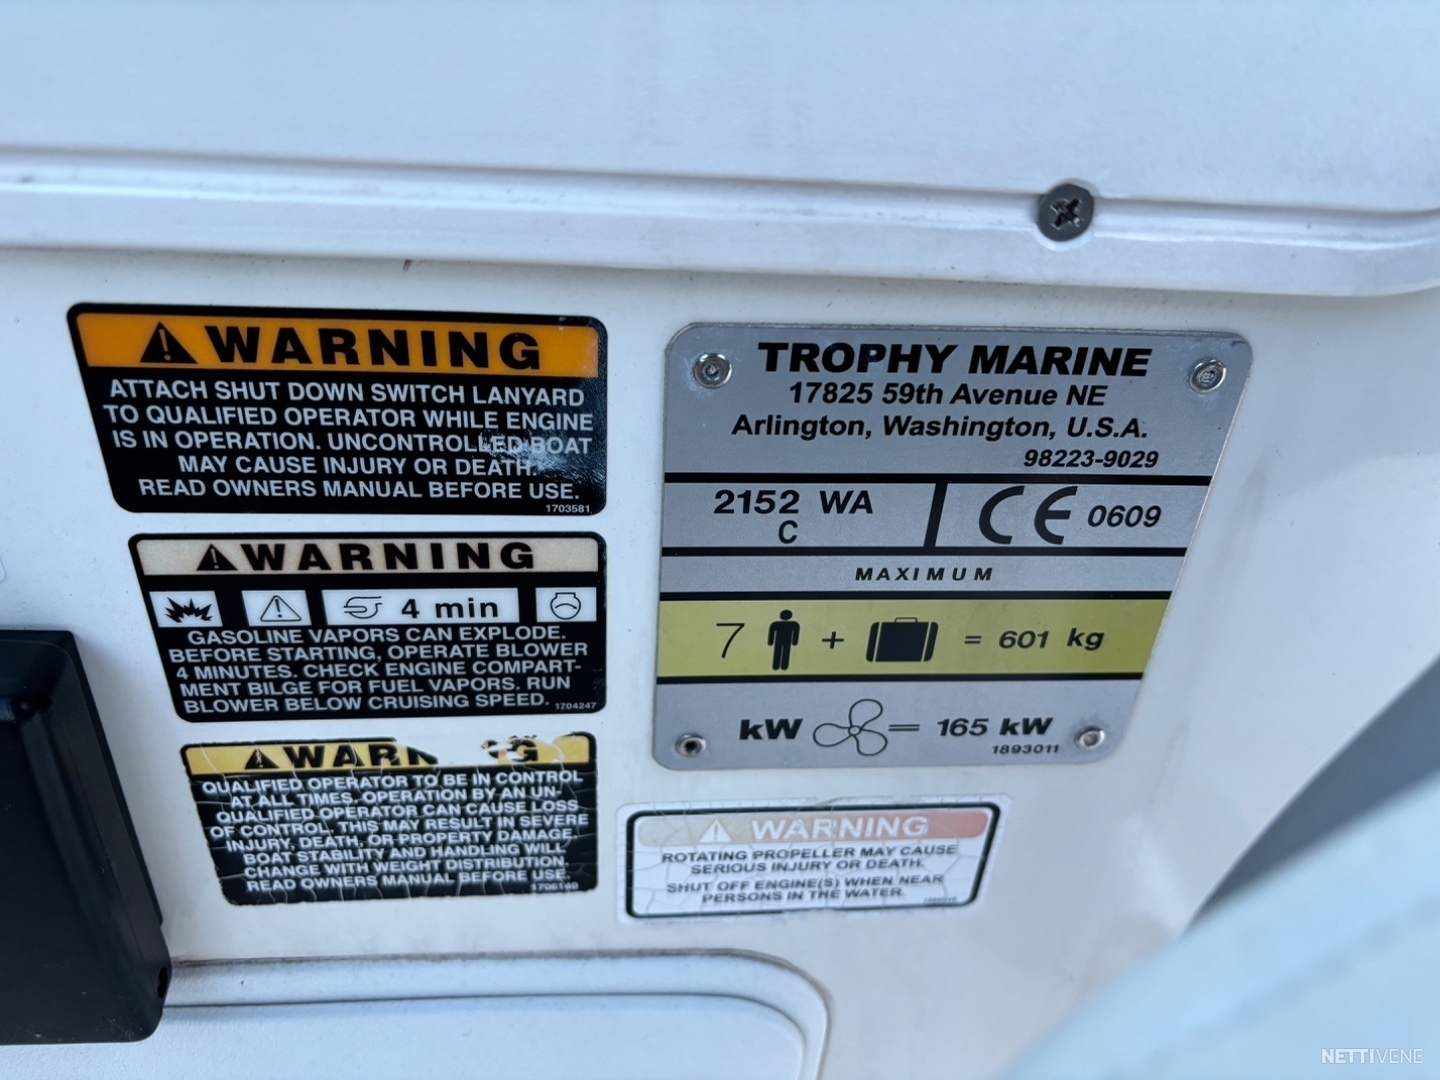 WARNING
ATTACH SHUT DOWN SWITCH LANYARD
TO QUALIFIED OPERATOR WHILE ENGINE
IS IN OPERATION. UNCONTROLLED BOAT
MAY CAUSE INJURY OR DEATH.
READ OWNERS MANUAL BEFORE USE.
1703581
WARNING
4 min
GASOLINE VAPORS CAN EXPLODE.
BEFORE STARTING, OPERATE BLOWER
4 MINUTES. CHECK ENGINE COMPART-
MENT BILGE FOR FUEL VAPORS. RUN
BLOWER BELOW CRUISING SPEED.
1704247
WARN G
QUALIFIED OPERATOR TO BE IN CONTROL
AT ALL TIMES. OPERATION BY AN UN-
QUALIFIED OPERATOR CAN CAUSE LOSS
OF CONTROL. THIS MAY RESULT IN SEVERE
INJURY, DEATH, OR PROPERTY DAMAGE.
BOAT STABILITY AND HANDLING WILL
CHANGE WITH WEIGHT DISTRIBUTION.
READ OWNERS MANUAL BEFORE USE.
TROPHY MARINE
17825 59th Avenue NE
Arlington, Washington, U.S.A.
98223-9029
2152 WA
C
CE 0609
MAXIMUM
7 + = 601 kg
kW = 165 kW
1893011
WARNING
ROTATING PROPELLER MAY CAUSE
SERIOUS INJURY OR DEATH.
SHUT OFF ENGINE(S) WHEN NEAR
PERSONS IN THE WATER.
NETTIVENE